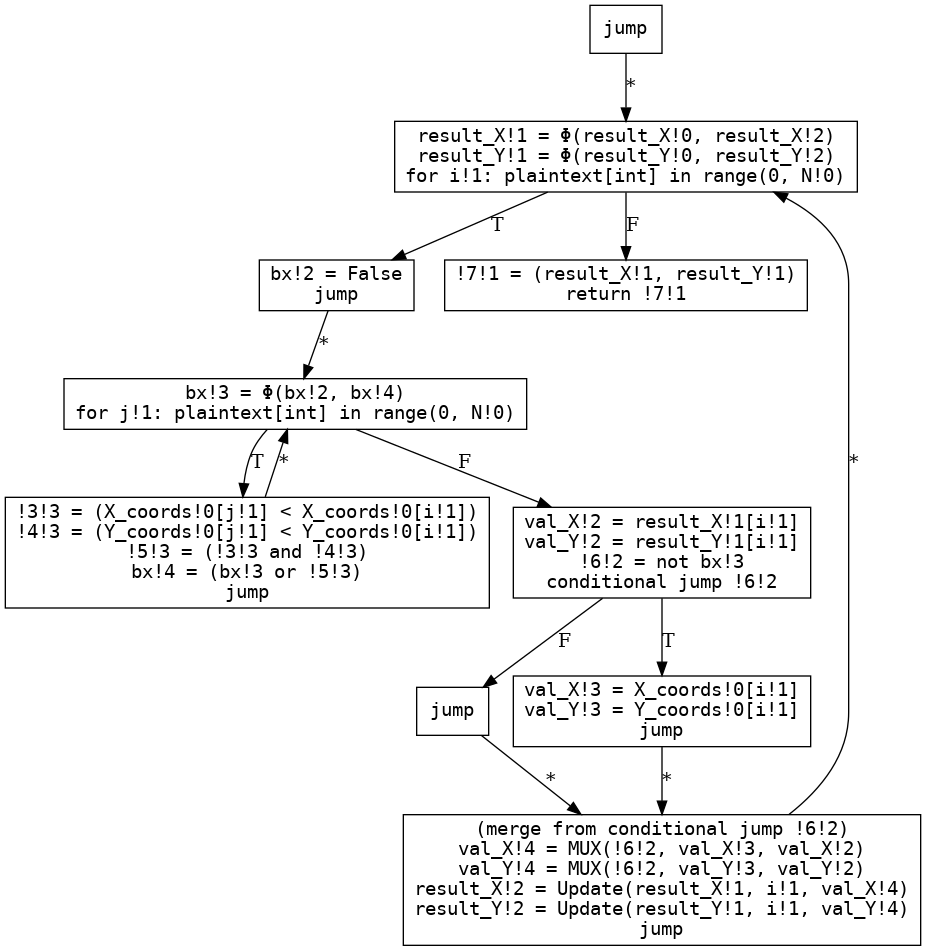 jump
*
result_X!1 = Φ(result_X!0, result_X!2)
result_Y!1 = Φ(result_Y!0, result_Y!2)
for i!1: plaintext[int] in range(0, N!0)
T
F
bx!2 = False
jump
!7!1 = (result_X!1, result_Y!1)
return !7!1
*
bx!3 = Φ(bx!2, bx!4)
for j!1: plaintext[int] in range(0, N!0)
T
*
F
*
!3!3 = (X_coords!0[j!1] < X_coords!0[i!1])
!4!3 = (Y_coords!0[j!1] < Y_coords!0[i!1])
!5!3 = (!3!3 and !4!3)
bx!4 = (bx!3 or !5!3)
jump
val_X!2 = result_X!1[i!1]
val_Y!2 = result_Y!1[i!1]
!6!2 = not bx!3
conditional jump !6!2
F
T
jump
val_X!3 = X_coords!0[i!1]
val_Y!3 = Y_coords!0[i!1]
jump
*
*
(merge from conditional jump !6!2)
val_X!4 = MUX(!6!2, val_X!3, val_X!2)
val_Y!4 = MUX(!6!2, val_Y!3, val_Y!2)
result_X!2 = Update(result_X!1, i!1, val_X!4)
result_Y!2 = Update(result_Y!1, i!1, val_Y!4)
jump